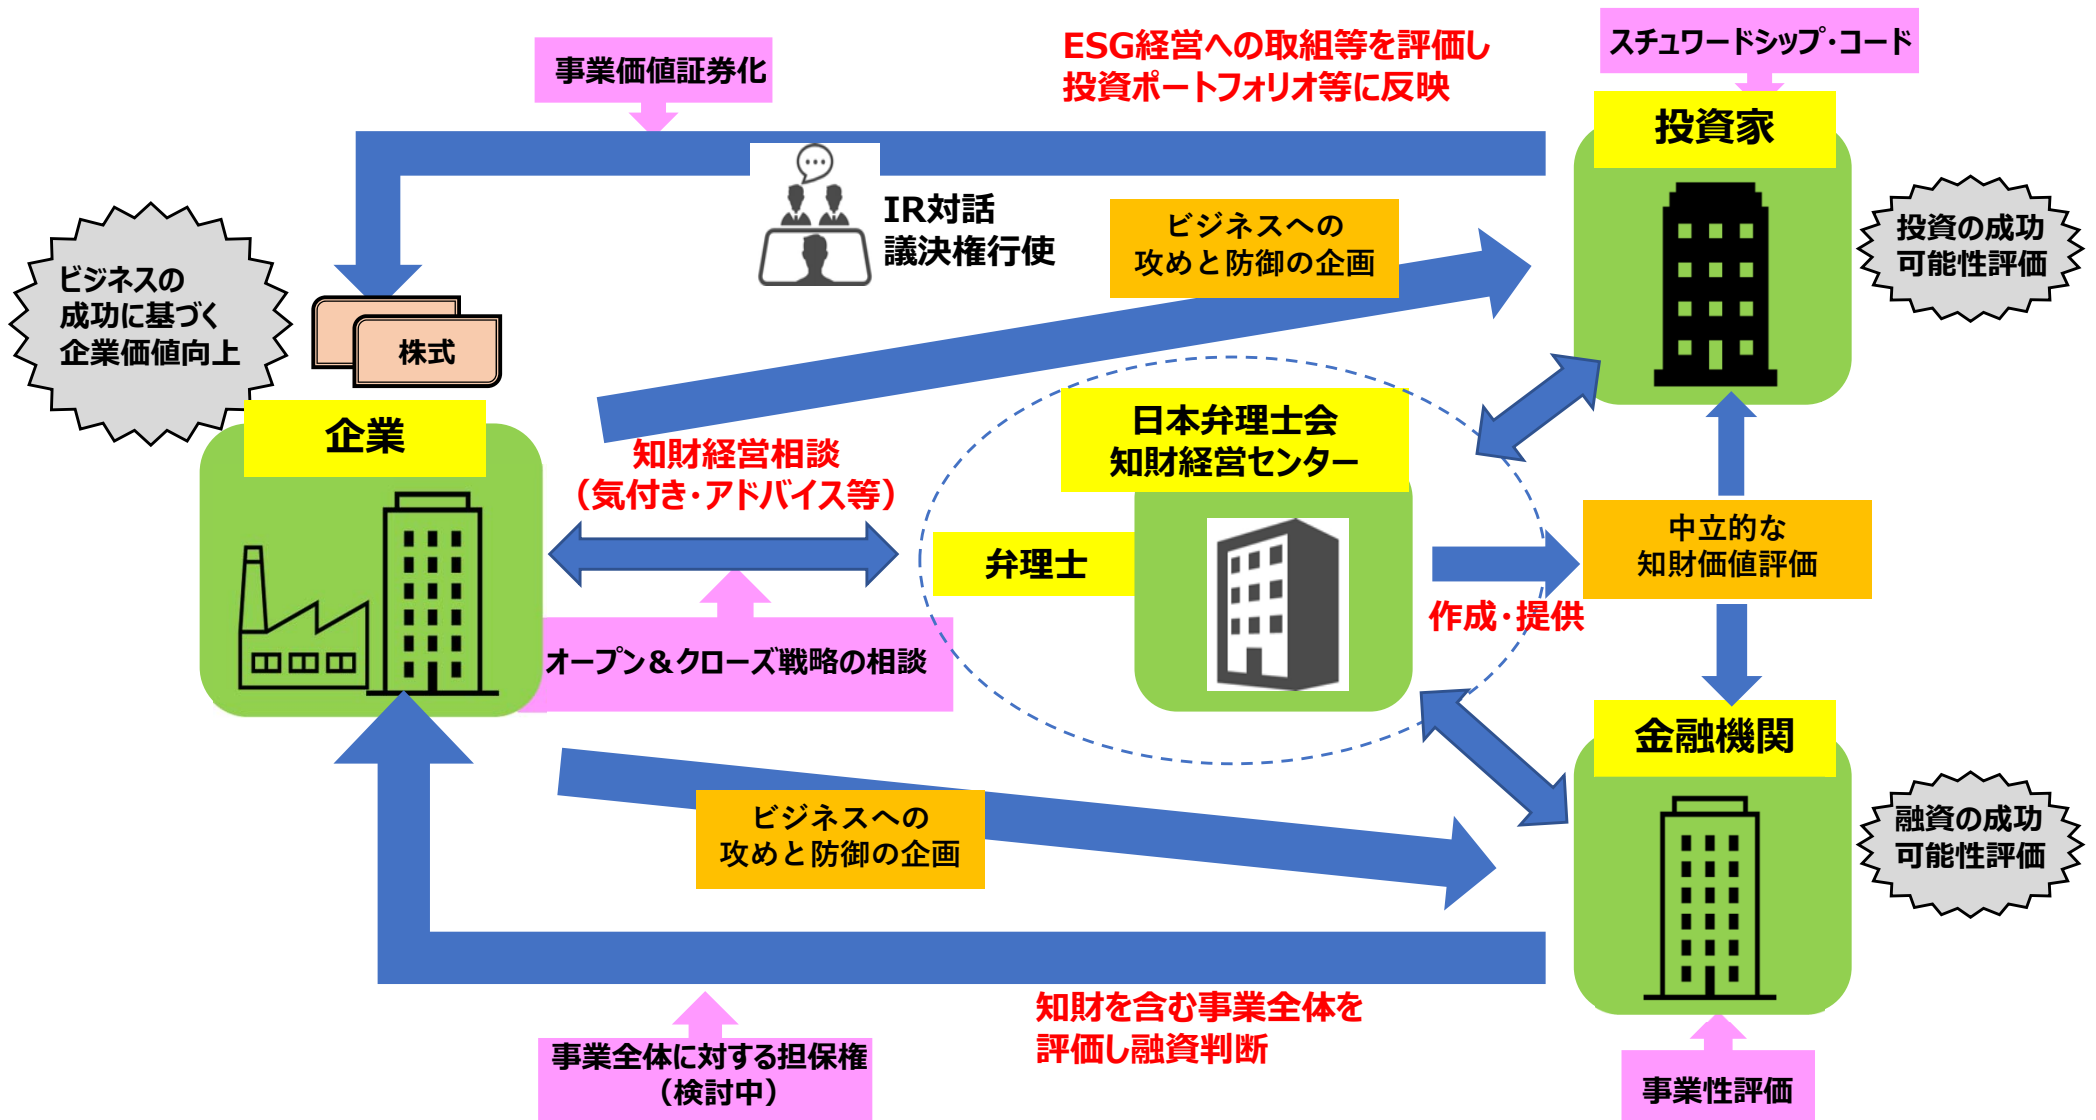 事業価値証券化
ESG経営への取組等を評価し
投資ポートフォリオ等に反映
スチュワードシップ・コード
投資家
IR対話
議決権行使
ビジネスへの
攻めと防御の企画
投資の成功
可能性評価
ビジネスの
成功に基づく
企業価値向上
株式
企業
知財経営相談
（気付き・アドバイス等）
日本弁理士会
知財経営センター
弁理士
中立的な
知財価値評価
作成・提供
オープン＆クローズ戦略の相談
金融機関
ビジネスへの
攻めと防御の企画
融資の成功
可能性評価
知財を含む事業全体を
評価し融資判断
事業全体に対する担保権
（検討中）
事業性評価